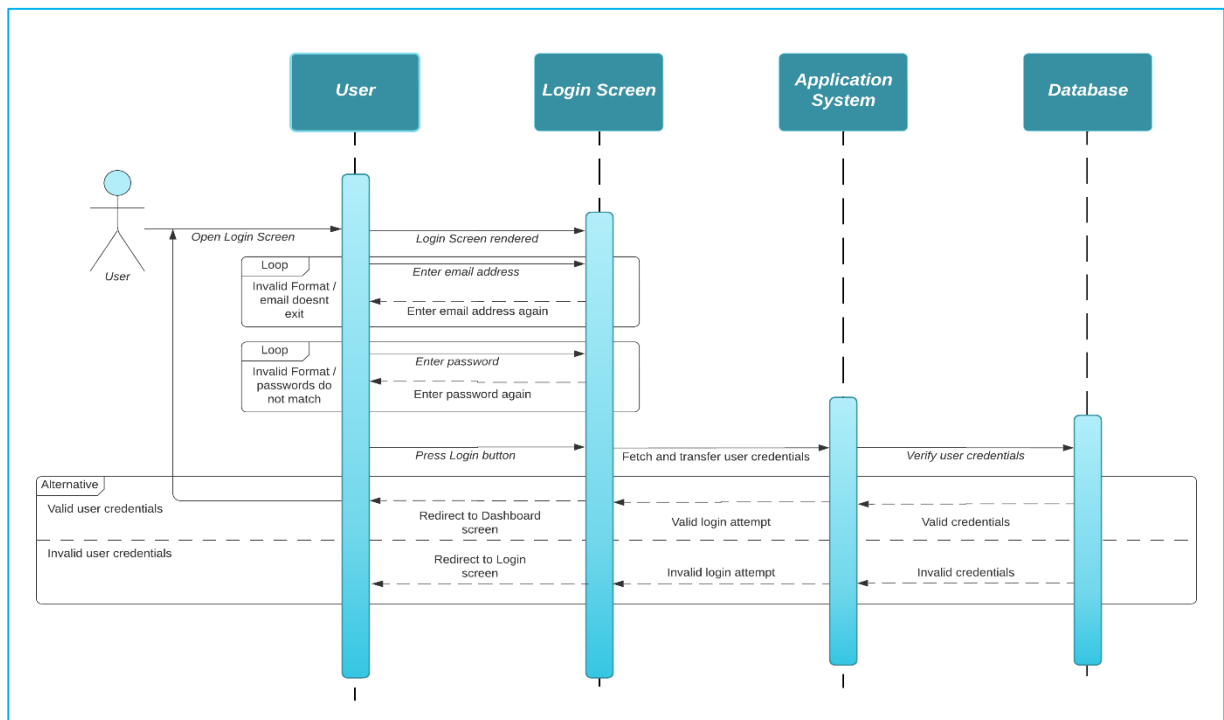 User
Login Screen
Application
System
Database
User
Open Login Screen
Login Screen rendered
Loop
Enter email address
Invalid Format /
email doesnt
exit
Enter email address again
Loop
Enter password
Invalid Format /
passwords do
not match
Enter password again
Press Login button
Fetch and transfer user credentials
Verify user credentials
Alternative
Valid user credentials
Redirect to Dashboard
screen
Valid login attempt
Valid credentials
Invalid user credentials
Redirect to Login
screen
Invalid login attempt
Invalid credentials